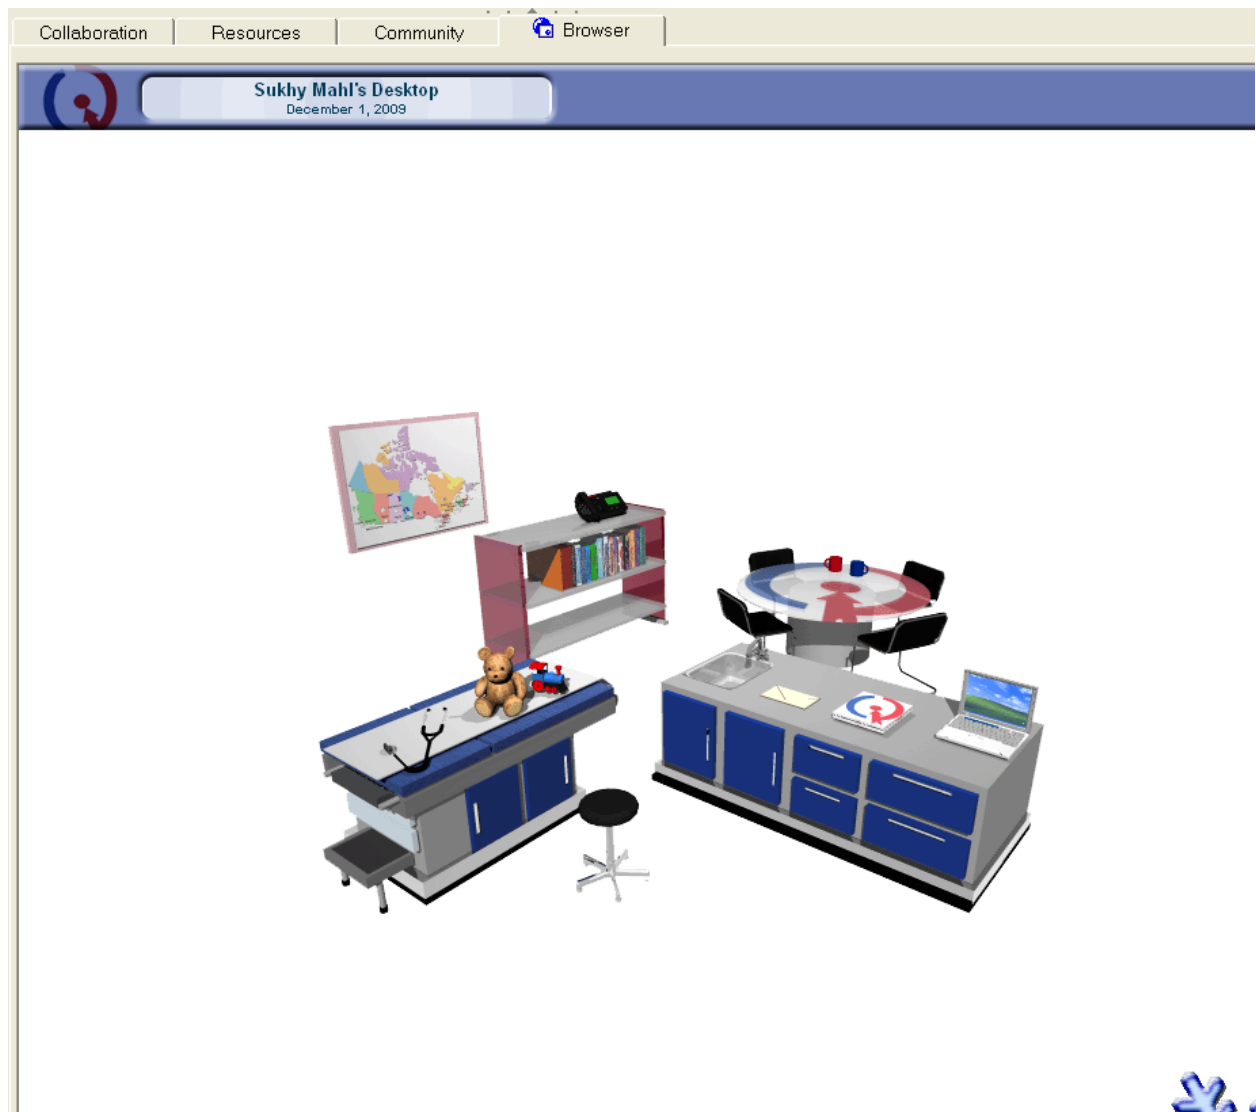 Collaboration
Resources
Community
Browser
Sukhy Mahl's Desktop
December 1, 2009